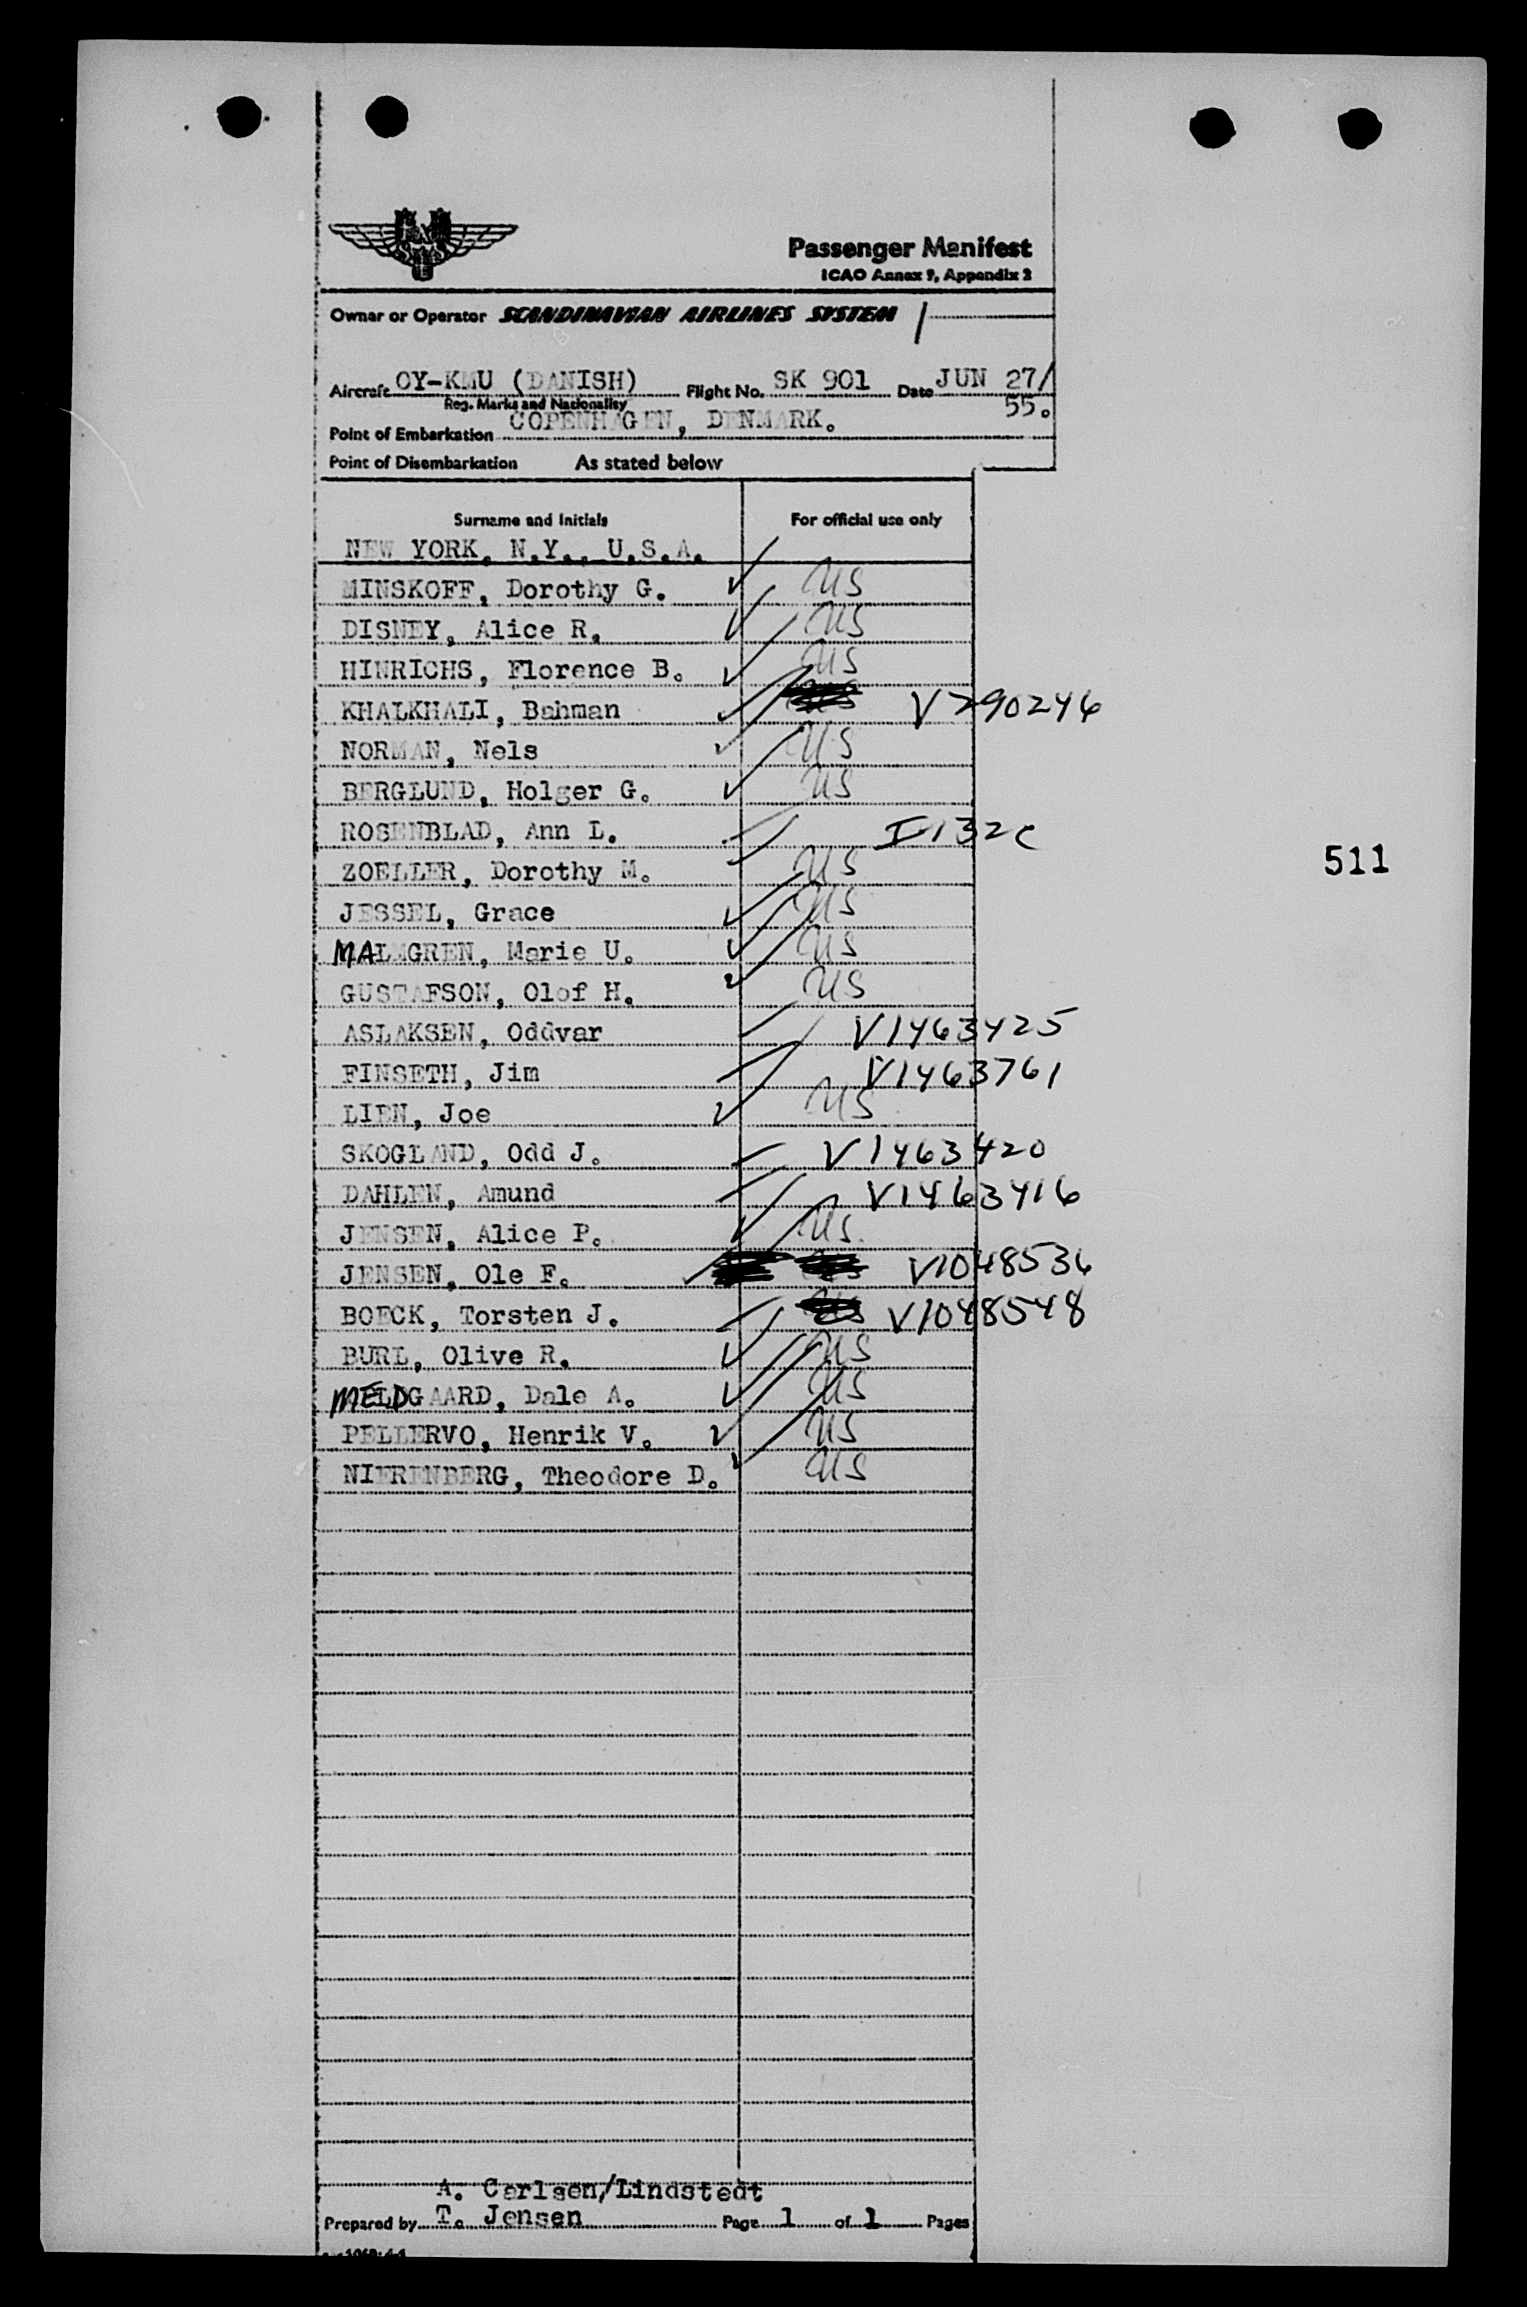 Passenger Manifest
ICAO Annex 9, Appendix 2
Owner or Operator SCANDINAVIAN AIRLINES SYSTEM
Aircraft OY-KMU (DANISH) Flight No. SK 901 Date JUN 27/
Reg. Marks and Nationality 55.
Point of Embarkation COPENHAGEN, DENMARK.
Point of Disembarkation As stated below
Surname and Initials For official use only
NEW YORK, N.Y., U.S.A.
MINSKOFF, Dorothy G. US
DISNEY, Alice R. US
HINRICHS, Florence B. US
KHALKHALI, Bahman V290246
NORMAN, Nels US
BERGLUND, Holger G. US
ROSENBLAD, Ann L. I-132c
ZOELLER, Dorothy M. US
511
JESSEL, Grace US
MALMGREN, Marie U. US
GUSTAFSON, Olof H. US
ASLAKSEN, Oddvar V1463425
FINSETH, Jim V1463761
LIEN, Joe US
SKOGLAND, Odd J. V1463420
DAHLEN, Amund V1463416
JENSEN, Alice P. US
JENSEN, Ole F. V1048536
BOECK, Torsten J. V1048548
BURL, Olive R. US
MELDGAARD, Dale A. US
PELLERVO, Henrik V. US
NIERENBERG, Theodore D. US
A. Carlsen/Lindstedt
Prepared by T. Jensen Page 1 of 1 Pages